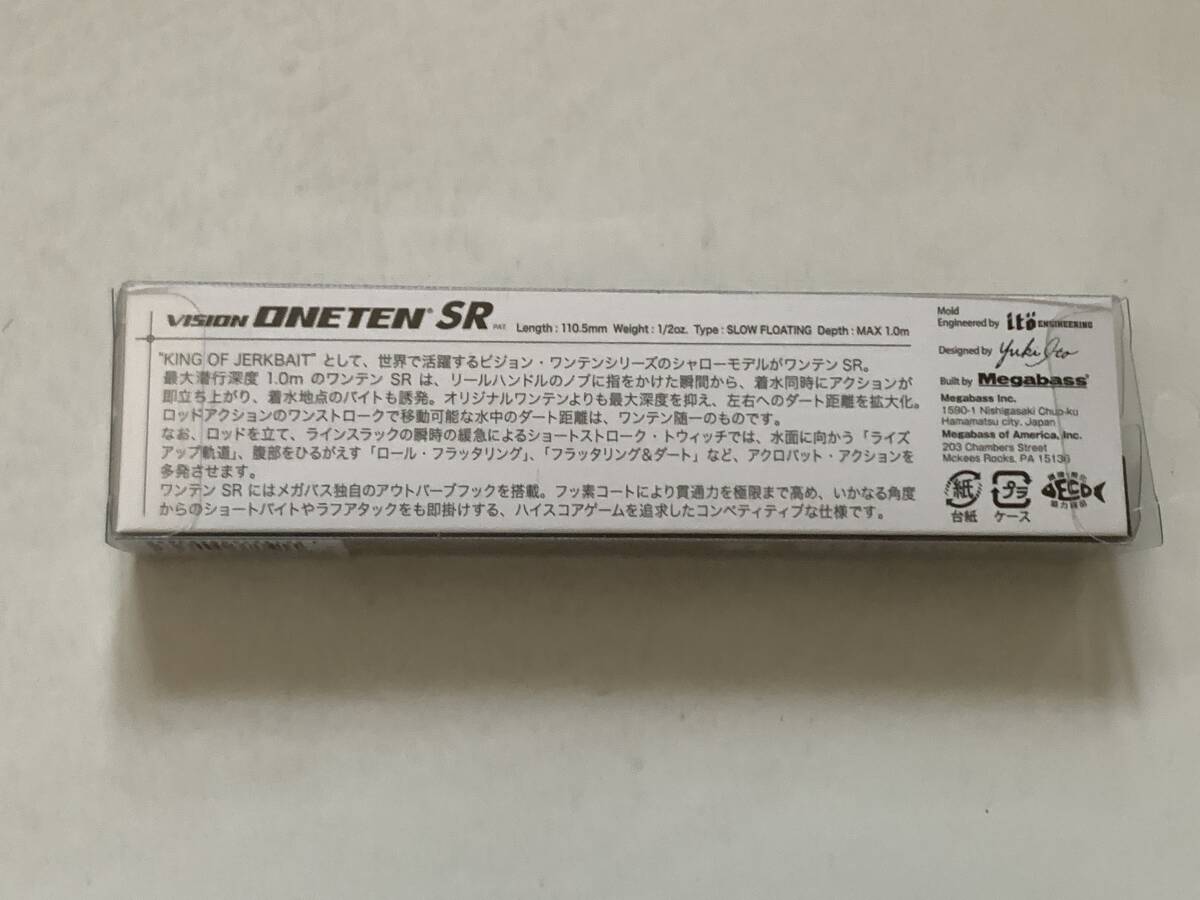 VISION ONETEN® SR PAT. Length : 110.5mm Weight : 1/2oz. Type : SLOW FLOATING Depth : MAX 1.0m
"KING OF JERKBAIT" として、世界で活躍するビジョン・ワンテンシリーズのシャローモデルがワンテン SR。
最大潜行深度 1.0m のワンテン SR は、リールハンドルのノブに指をかけた瞬間から、着水同時にアクションが
即立ち上がり、着水地点のバイトも誘発。オリジナルワンテンよりも最大深度を抑え、左右へのダート距離を拡大化。
ロッドアクションのワンストロークで移動可能な水中のダート距離は、ワンテン随一のものです。
なお、ロッドを立て、ラインスラックの瞬時の緩急によるショートストローク・トウィッチでは、水面に向かう「ライズ
アップ軌道」、腹部をひるがえす「ロール・フラッタリング」、「フラッタリング&ダート」など、アクロバット・アクションを
多発させます。
ワンテン SR にはメガバス独自のアウトバーブフックを搭載。フッ素コートにより貫通力を極限まで高め、いかなる角度
からのショートバイトやラフアタックをも即掛けする、ハイスコアゲームを追求したコンペティティブな仕様です。
Mold
Engineered by itö ENGINEERING
Designed by Yuki Ito
Built by Megabass®
Megabass Inc.
1590-1 Nishigasaki Chuo-ku
Hamamatsu city, Japan
Megabass of America, Inc.
203 Chambers Street
Mckees Rocks, PA 15136
紙 プラ ECO
台紙 ケース